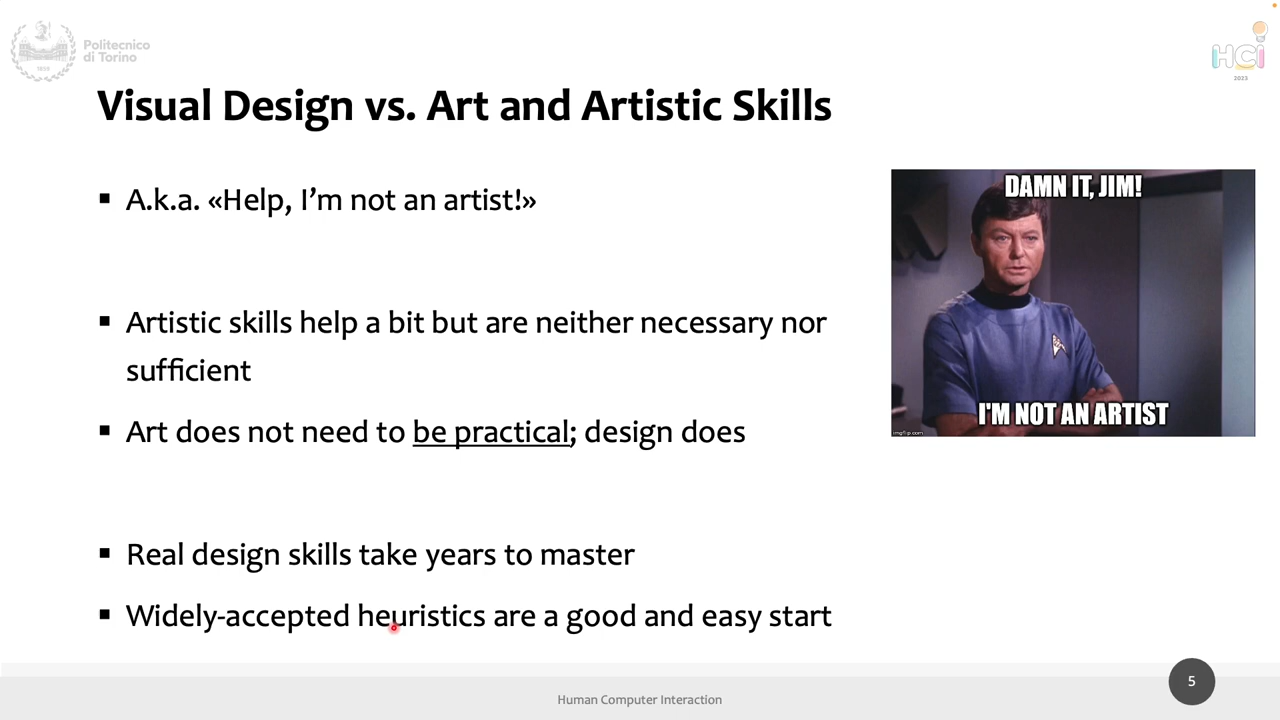 Politecnico
di Torino
1859
HCI
2023
Visual Design vs. Art and Artistic Skills
▪ A.k.a. «Help, I’m not an artist!»
▪ Artistic skills help a bit but are neither necessary nor
sufficient
▪ Art does not need to be practical; design does
▪ Real design skills take years to master
▪ Widely-accepted heuristics are a good and easy start
DAMN IT, JIM!
I'M NOT AN ARTIST
imgflip.com
Human Computer Interaction
5